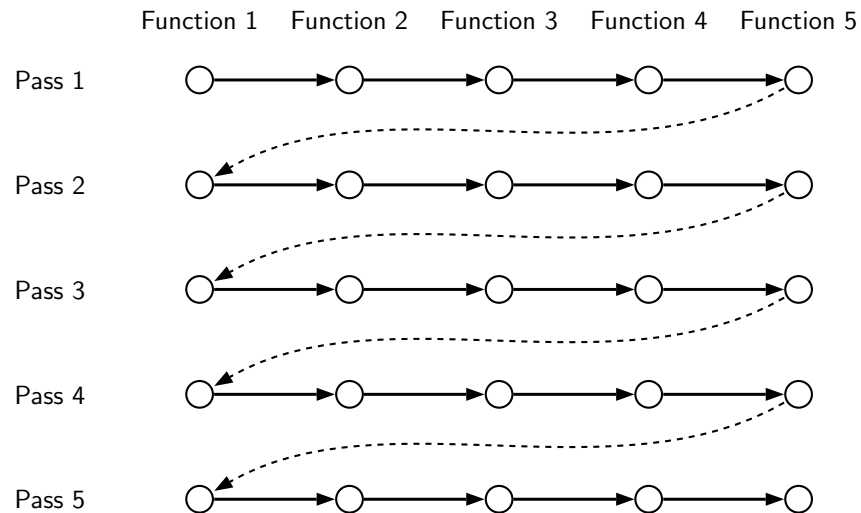 Function 1 Function 2 Function 3 Function 4 Function 5
Pass 1
Pass 2
Pass 3
Pass 4
Pass 5